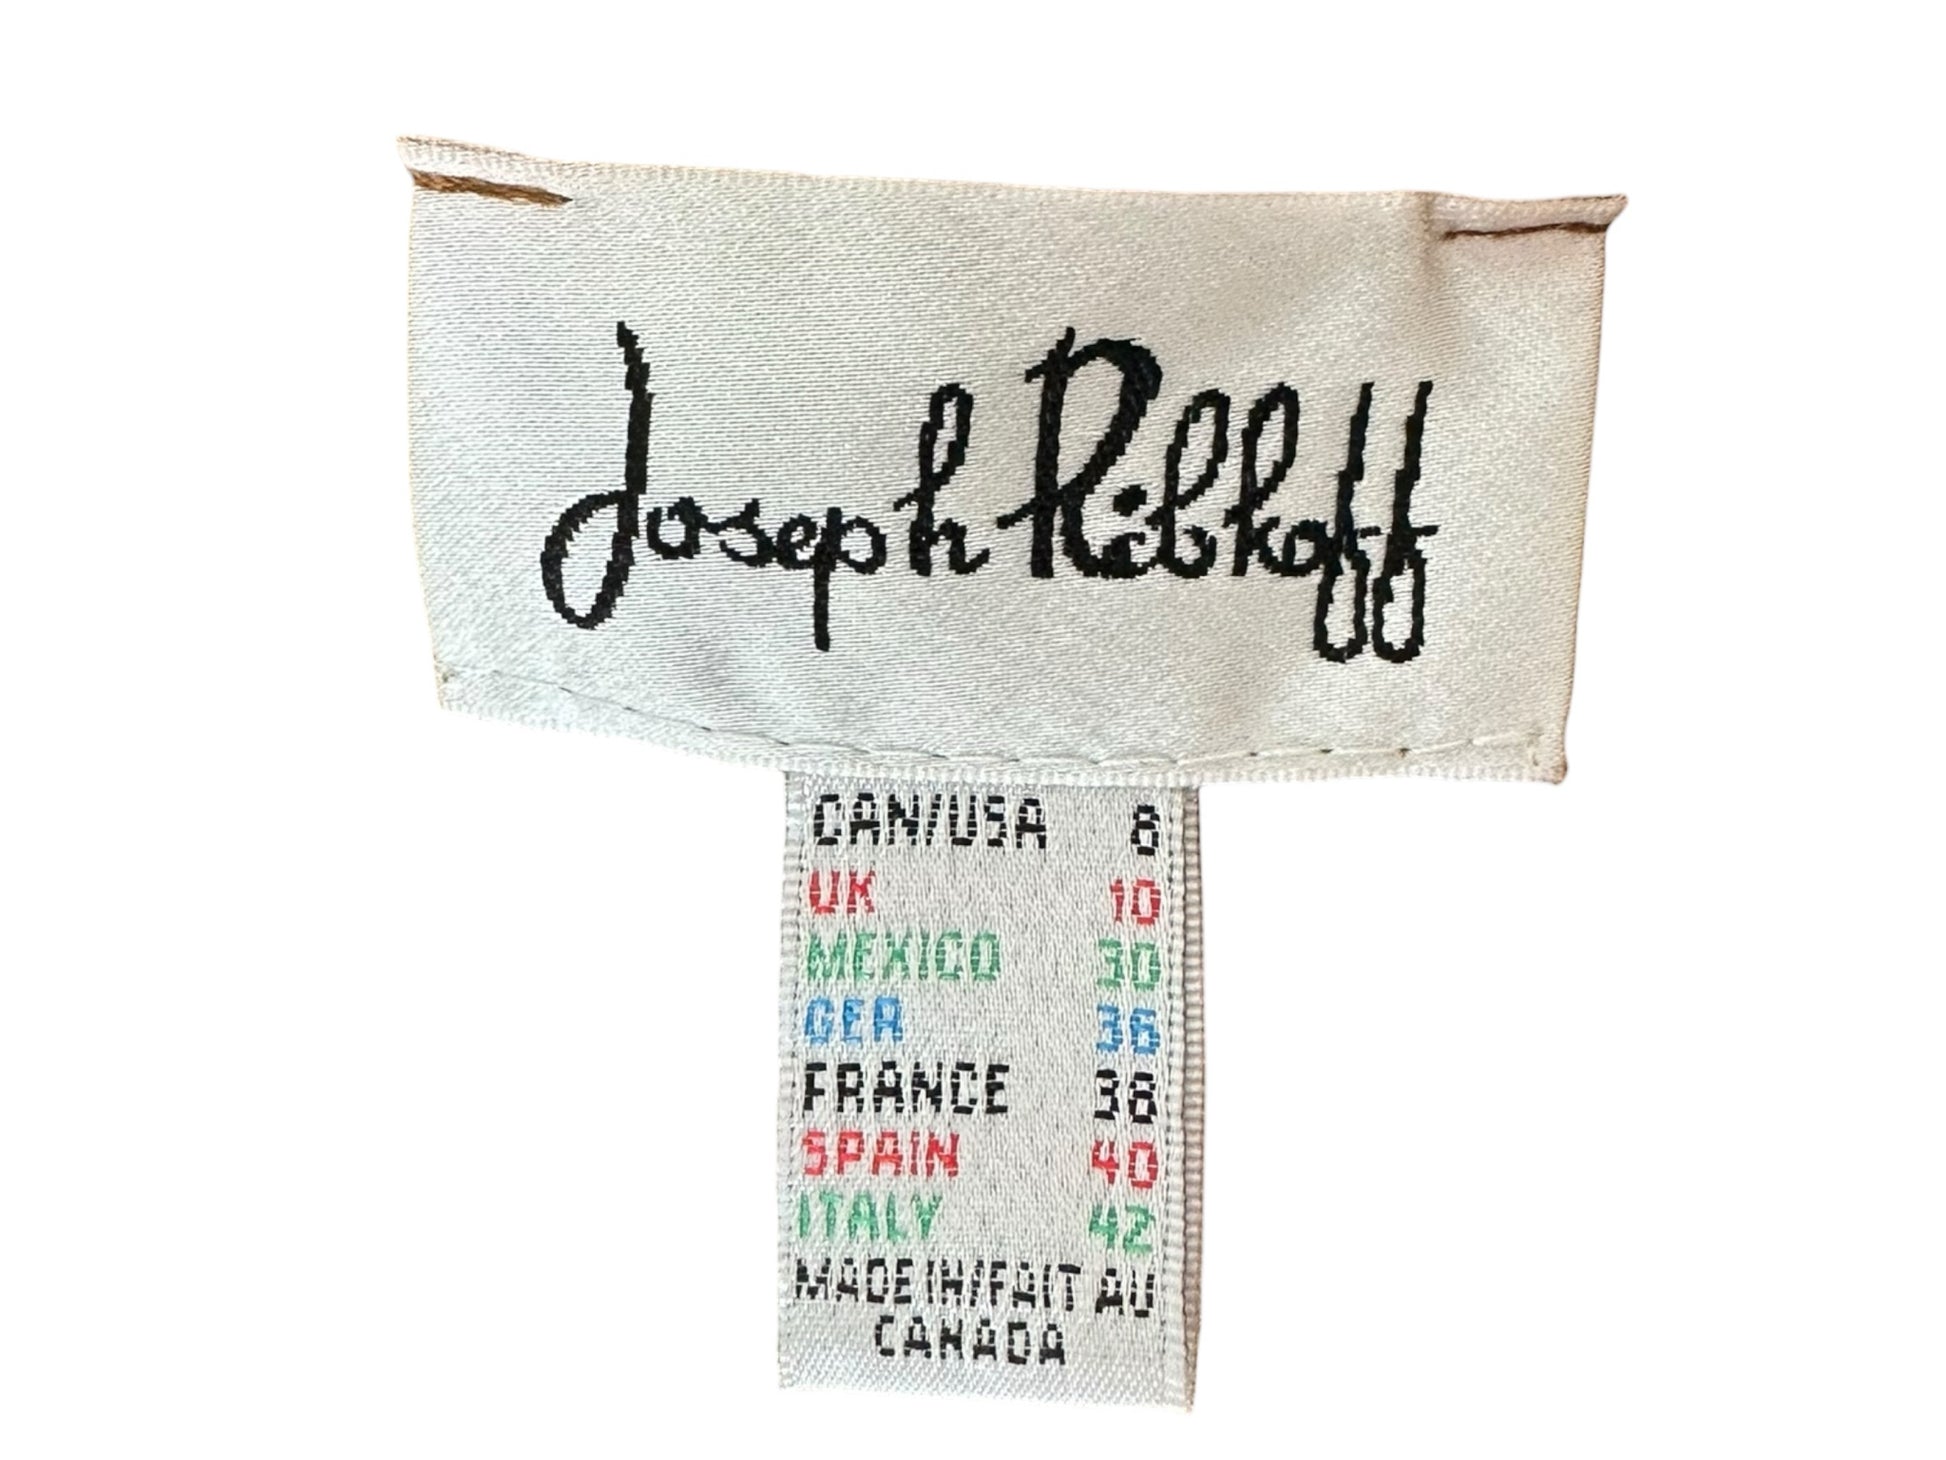 Joseph Ribkoff
CAN/USA 8
UK 10
MEXICO 30
GER 36
FRANCE 38
SPAIN 40
ITALY 42
MADE IN/FAIT AU
CANADA